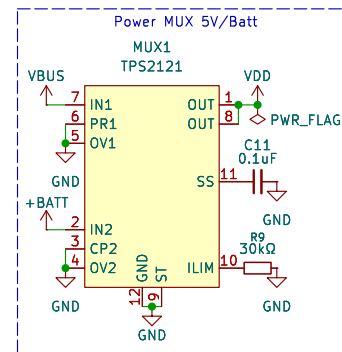 Power MUX 5V/Batt
MUX1
TPS2121
VBUS
VDD
7 IN1 OUT 1
6 PR1 OUT 8
PWR_FLAG
5 OV1
C11
0.1uF
GND
SS 11
+BATT
GND
2 IN2
3 CP2
R9
30kΩ
4 OV2
ILIM 10
GND
ST
12
9
GND
GND
GND